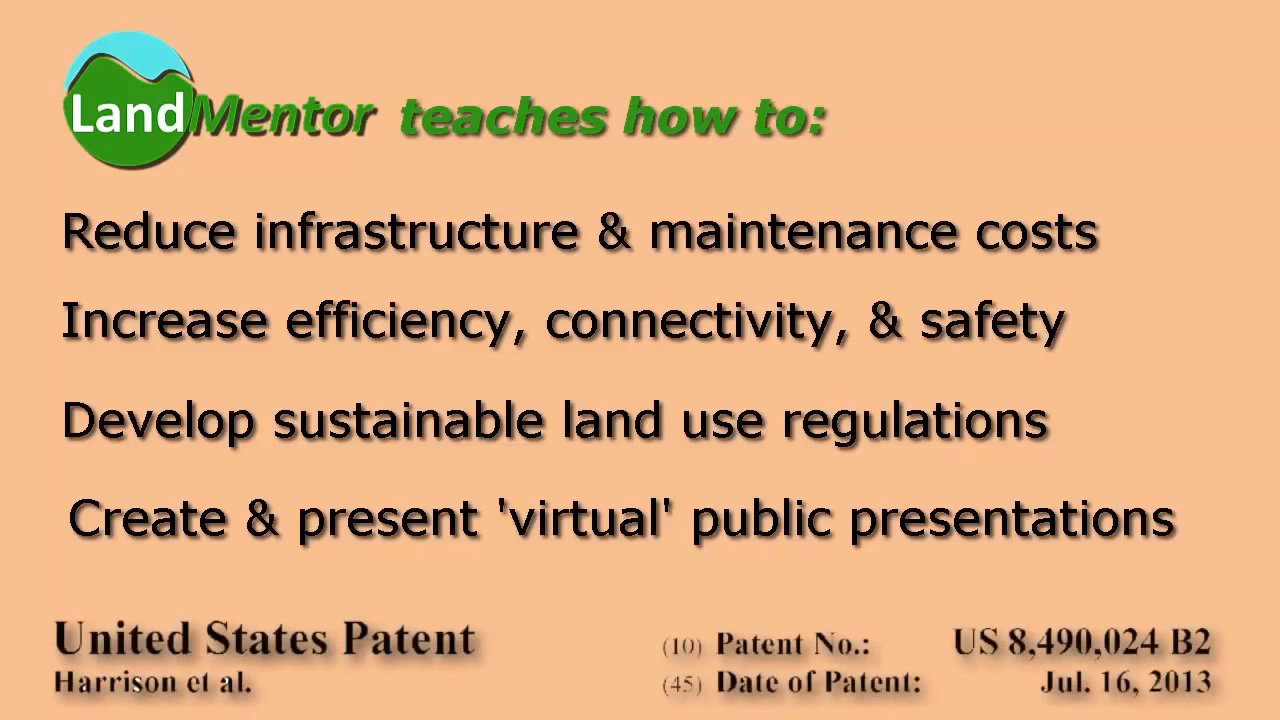 LandMentor teaches how to:
Reduce infrastructure & maintenance costs
Increase efficiency, connectivity, & safety
Develop sustainable land use regulations
Create & present 'virtual' public presentations
United States Patent (10) Patent No.: US 8,490,024 B2
Harrison et al. (45) Date of Patent: Jul. 16, 2013